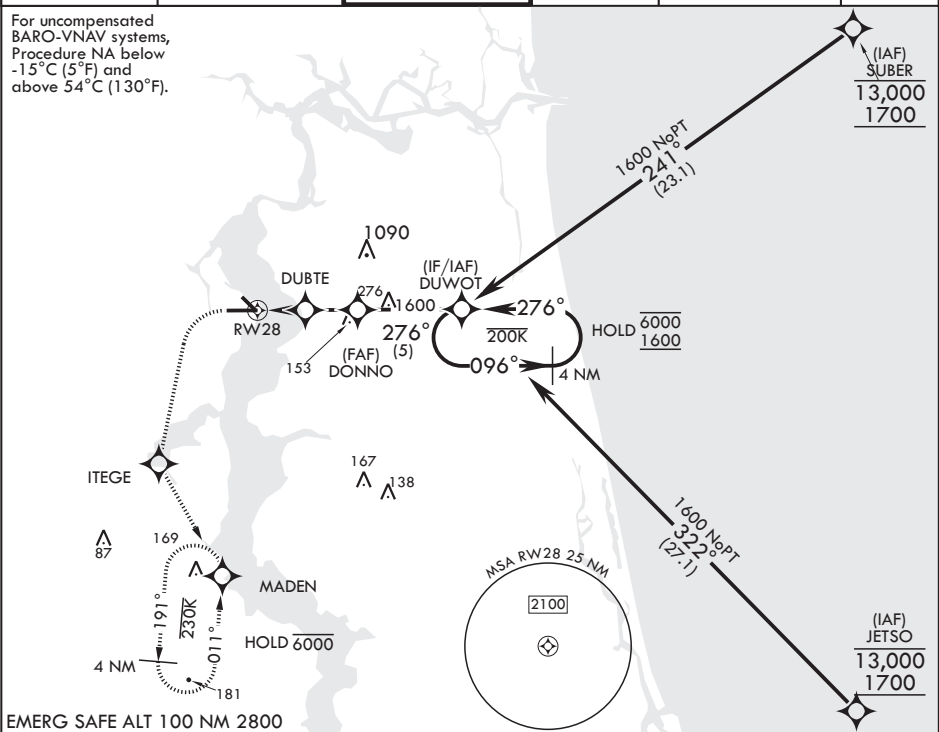 For uncompensated
BARO-VNAV systems,
Procedure NA below
-15°C (5°F) and
above 54°C (130°F).
(IAF)
SUBER
13,000
1700
1600 NoPT
241°
(23.1)
1090
(IF/IAF)
DUWOT
DUBTE
276
1600
276°
RW28
276°
(5)
200K
HOLD 6000
1600
153
(FAF)
DONNO
096°
4 NM
ITEGE
167
138
1600 NoPT
322°
(27.1)
87
169
MADEN
MSA RW28 25 NM
2100
191°
230K
011°
HOLD 6000
4 NM
181
(IAF)
JETSO
13,000
1700
EMERG SAFE ALT 100 NM 2800